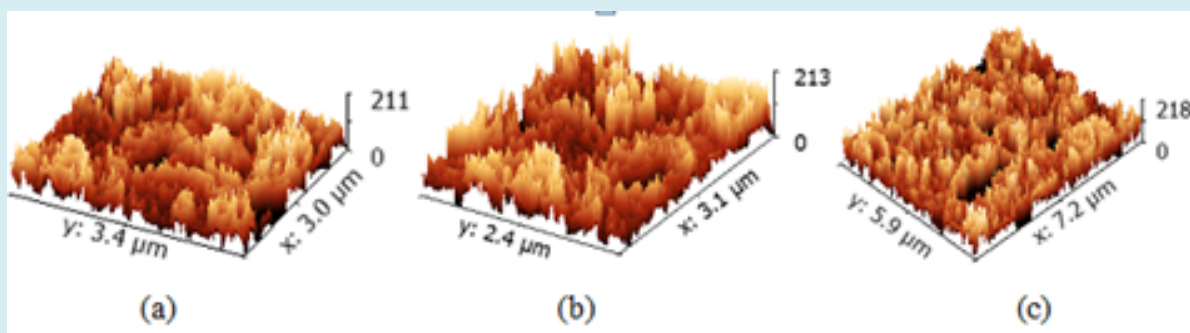 211
0
x: 3.0 µm
y: 3.4 µm
(a)
213
0
x: 3.1 µm
y: 2.4 µm
(b)
218
0
x: 7.2 µm
y: 5.9 µm
(c)